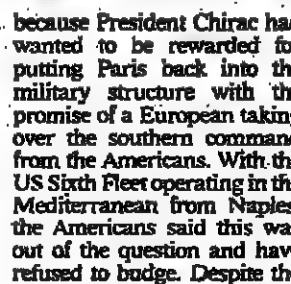 because President Chirac ha
wanted to be rewarded fo
putting Paris back into th
military structure with th
promise of a European takin
over the southern comman
from the Americans. With th
US Sixth Fleet operating in th
Mediterranean from Naples
the Americans said this wa
out of the question and hav
refused to budge. Despite th